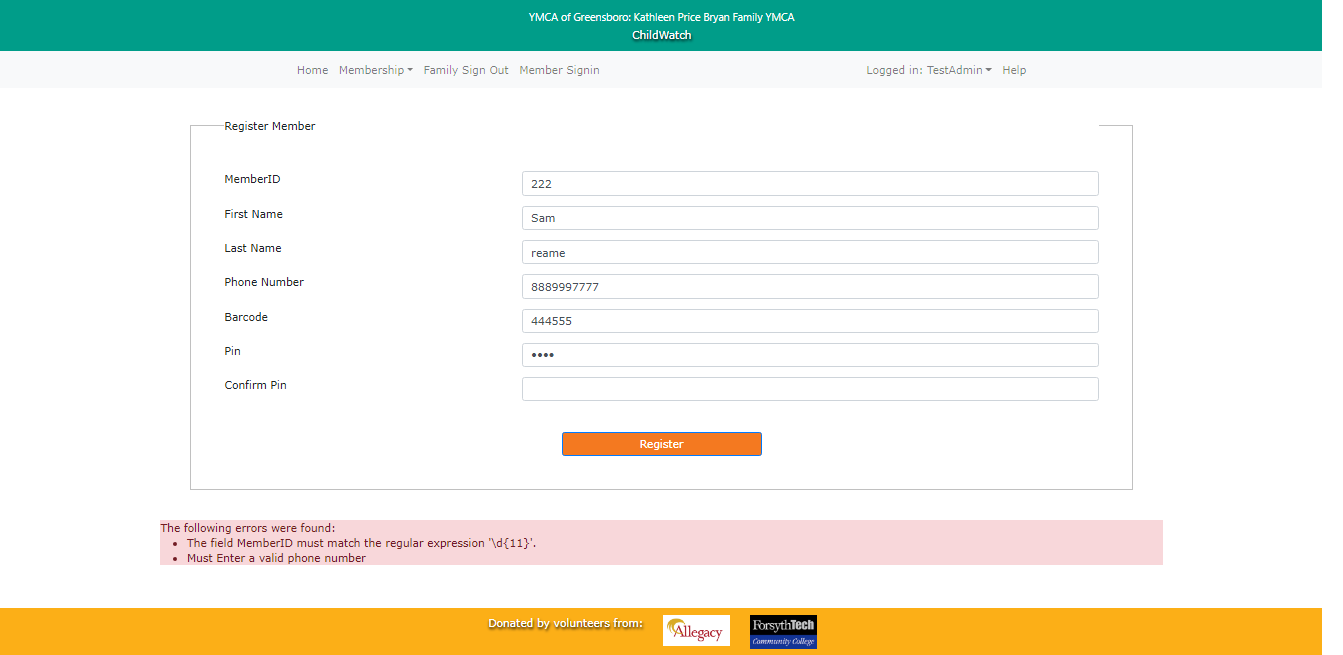 YMCA of Greensboro: Kathleen Price Bryan Family YMCA
ChildWatch
Home Membership Family Sign Out Member Signin Logged in: TestAdmin Help
Register Member
MemberID 222
First Name Sam
Last Name reame
Phone Number 8889997777
Barcode 444555
Pin ••••
Confirm Pin
Register
The following errors were found:
• The field MemberID must match the regular expression '\d{11}'.
• Must Enter a valid phone number
Donated by volunteers from: Allegacy ForsythTech
Community College